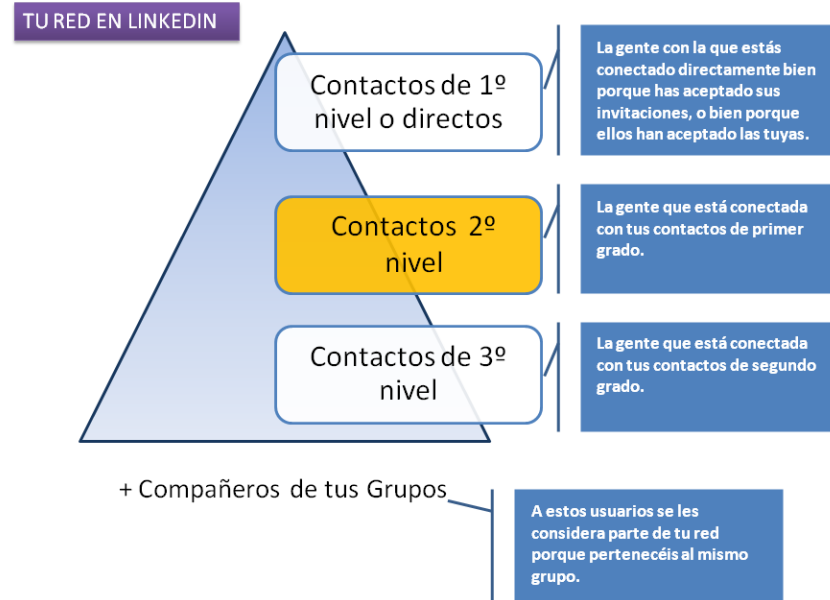 TU RED EN LINKEDIN
Contactos de 1º
nivel o directos
La gente con la que estás
conectado directamente bien
porque has aceptado sus
invitaciones, o bien porque
ellos han aceptado las tuyas.
Contactos 2º
nivel
La gente que está conectada
con tus contactos de primer
grado.
Contactos de 3º
nivel
La gente que está conectada
con tus contactos de segundo
grado.
+ Compañeros de tus Grupos
A estos usuarios se les
considera parte de tu red
porque pertenecéis al mismo
grupo.